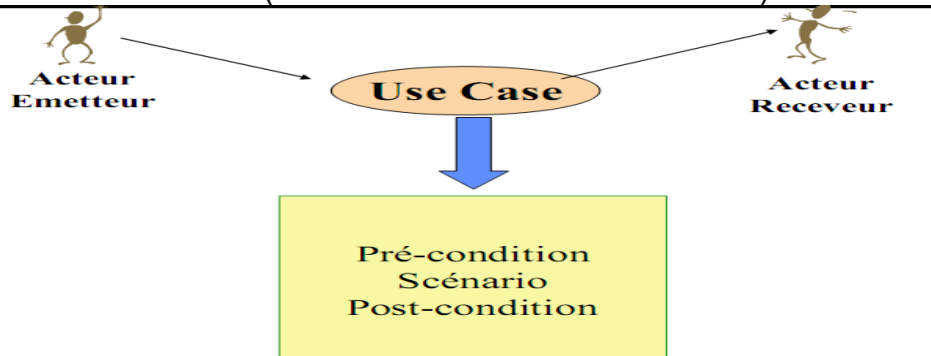 Acteur
Emetteur
Use Case
Acteur
Receveur
Pré-condition
Scénario
Post-condition